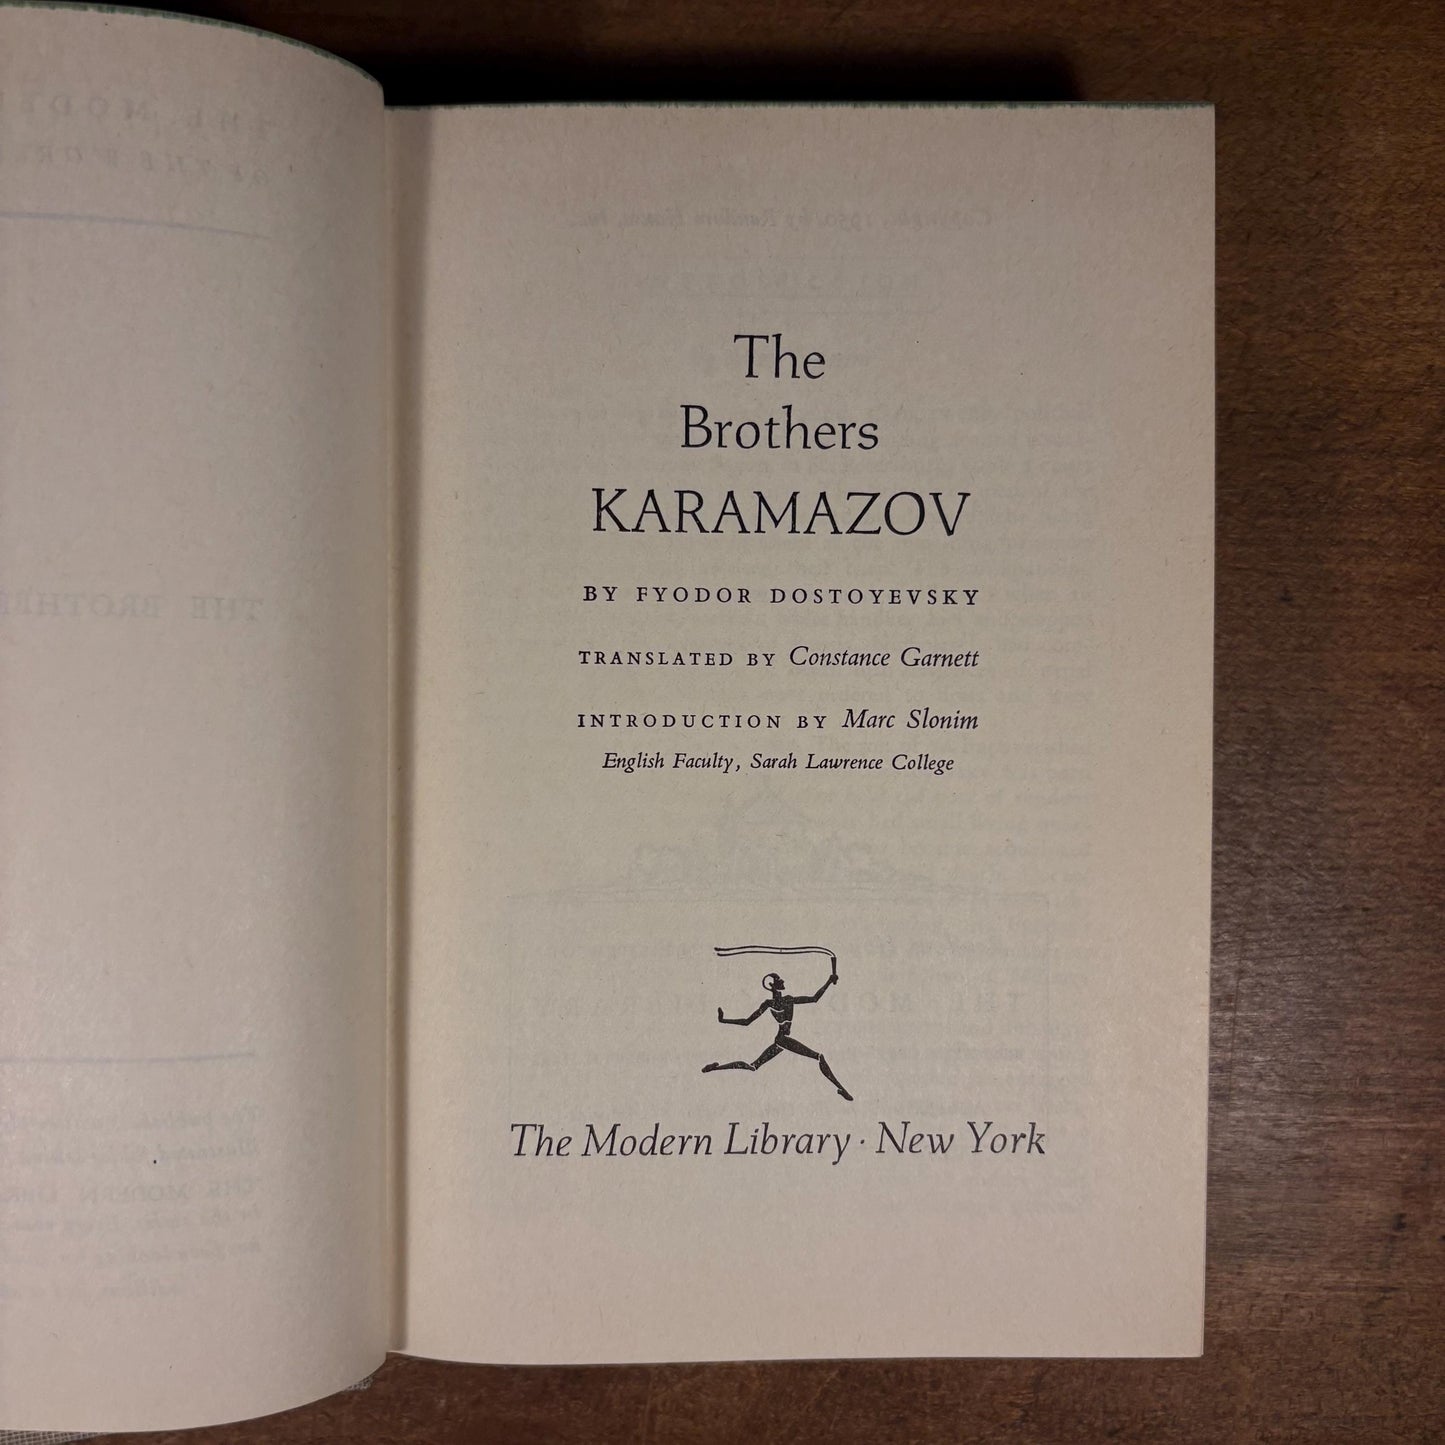 The
Brothers
KARAMAZOV
BY FYODOR DOSTOYEVSKY
TRANSLATED BY Constance Garnett
INTRODUCTION BY Marc Slonim
English Faculty, Sarah Lawrence College
The Modern Library · New York